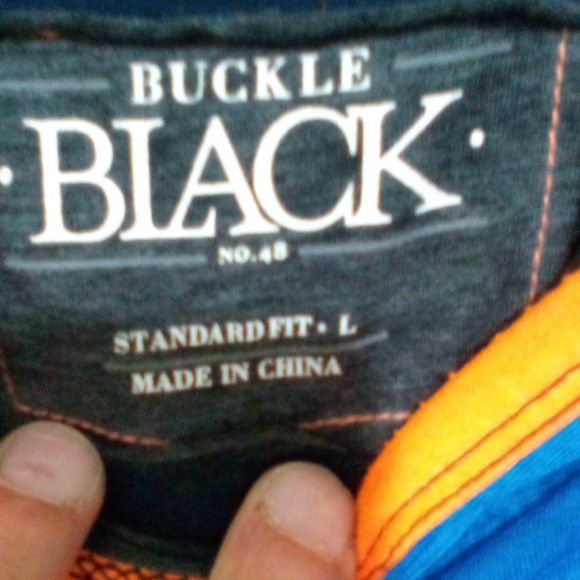 BUCKLE
BLACK
NO.48
STANDARD FIT • L
MADE IN CHINA